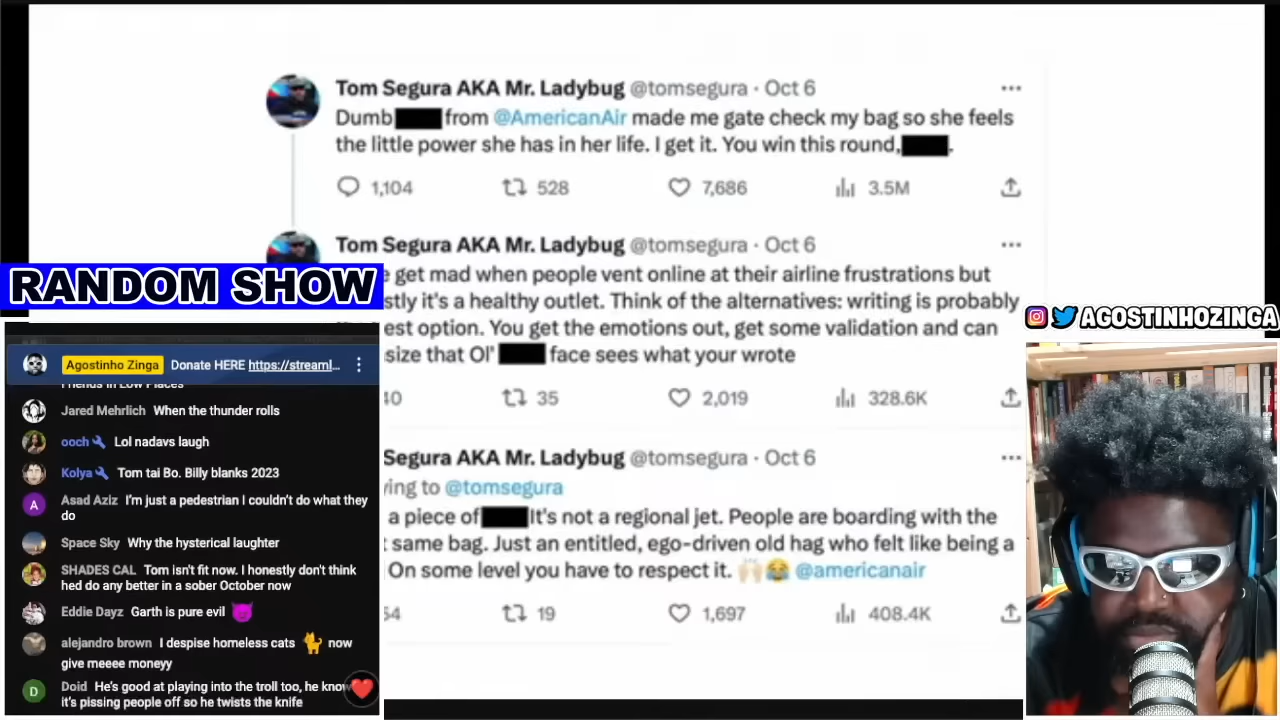 Tom Segura AKA Mr. Ladybug @tomsegura · Oct 6
Dumb from @AmericanAir made me gate check my bag so she feels
the little power she has in her life. I get it. You win this round, .
1,104 528 7,686 3.5M
Tom Segura AKA Mr. Ladybug @tomsegura · Oct 6
e get mad when people vent online at their airline frustrations but
stly it's a healthy outlet. Think of the alternatives: writing is probably
est option. You get the emotions out, get some validation and can
size that Ol' face sees what your wrote
40 35 2,019 328.6K
Segura AKA Mr. Ladybug @tomsegura · Oct 6
ying to @tomsegura
a piece of It's not a regional jet. People are boarding with the
t same bag. Just an entitled, ego-driven old hag who felt like being a
On some level you have to respect it. 🙌🏻😂 @americanair
54 19 1,697 408.4K
RANDOM SHOW
Agostinho Zinga Donate HERE https://streaml...
Friends in Low Places
Jared Mehrlich When the thunder rolls
ooch Lol nadavs laugh
Kolya Tom tai Bo. Billy blanks 2023
A
Asad Aziz I'm just a pedestrian I couldn't do what they
do
Space Sky Why the hysterical laughter
SHADES CAL Tom isn't fit now. I honestly don't think
hed do any better in a sober October now
Eddie Dayz Garth is pure evil 😈
alejandro brown I despise homeless cats 🐈 now
give meeee moneyy
D
Doid He's good at playing into the troll too, he know
it's pissing people off so he twists the knife
AGOSTINHOZINGA